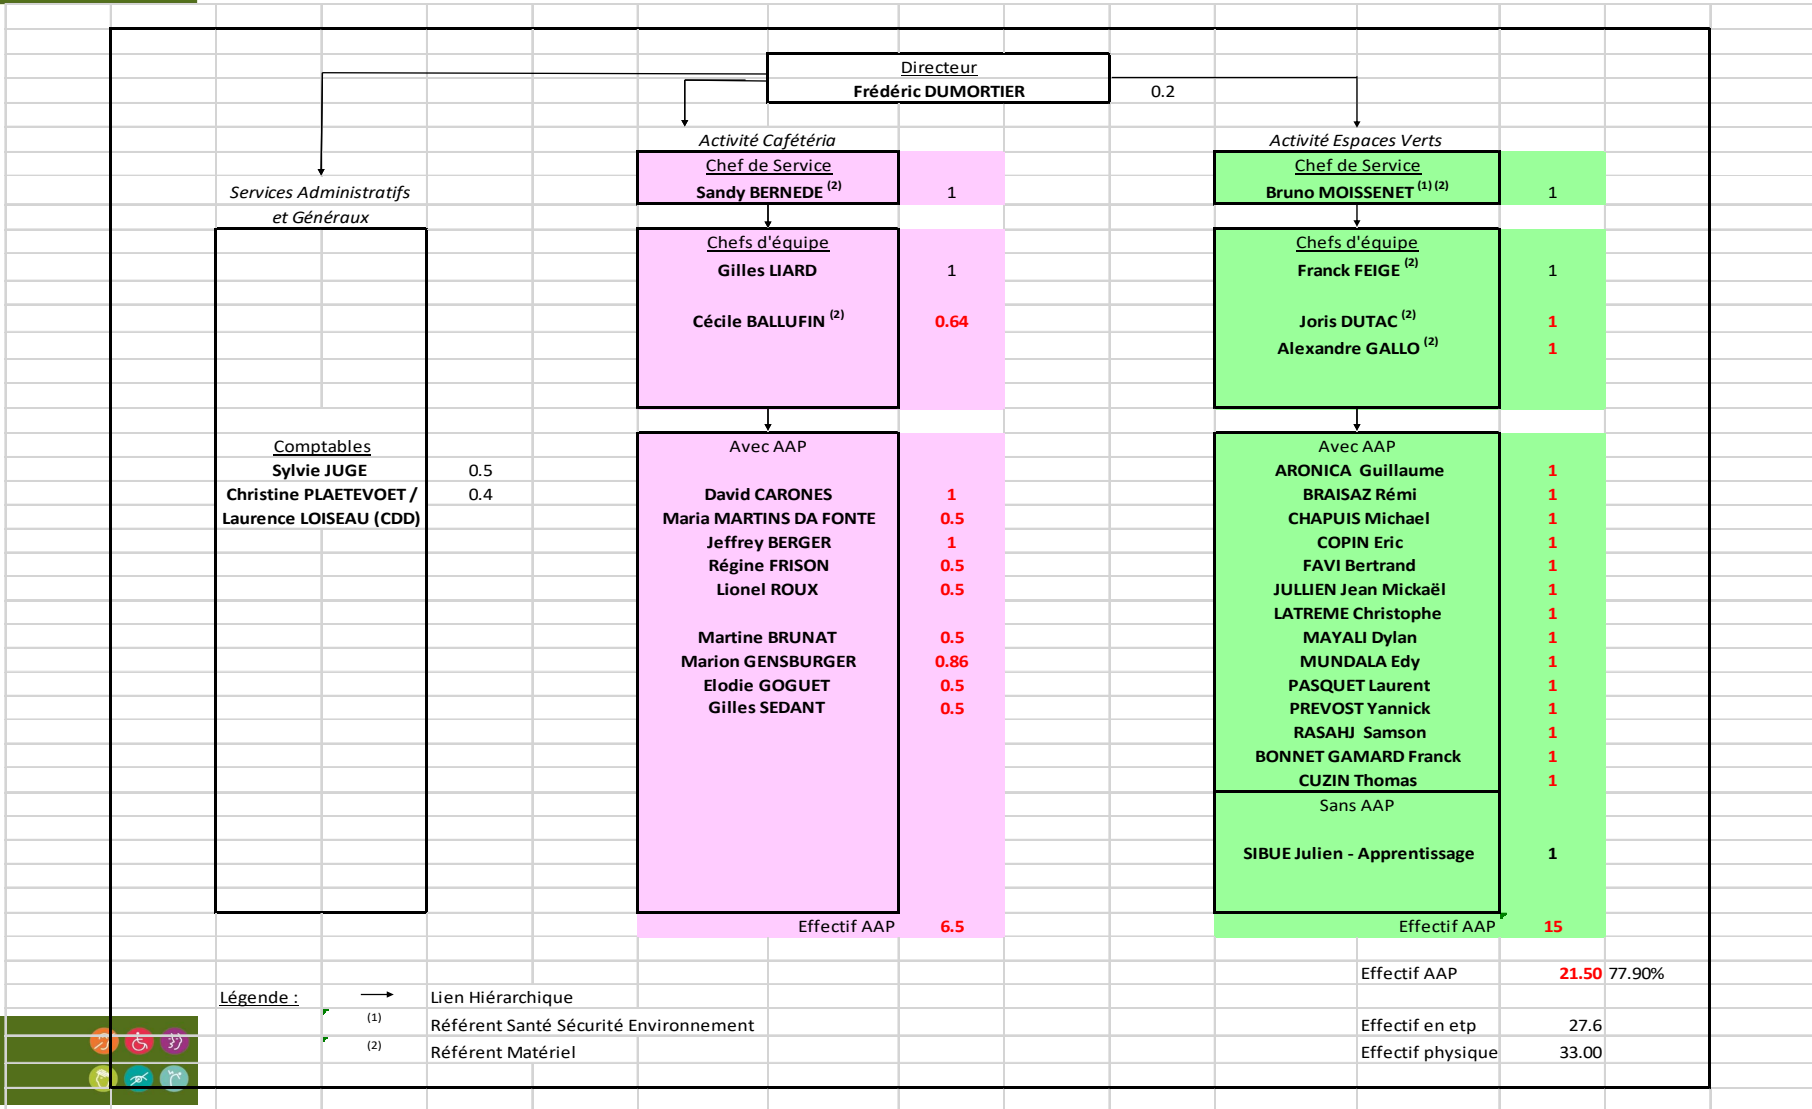 Directeur
Frédéric DUMORTIER 0.2
Activité Cafétéria
Activité Espaces Verts
Chef de Service
Sandy BERNEDE (2) 1
Chef de Service
Bruno MOISSENET (1) (2) 1
Services Administratifs
et Généraux
Chefs d'équipe
Gilles LIARD 1
Cécile BALLUFIN (2) 0.64
Chefs d'équipe
Franck FEIGE (2) 1
Joris DUTAC (2) 1
Alexandre GALLO (2) 1
Comptables
Sylvie JUGE 0.5
Christine PLAETEVOET / 0.4
Laurence LOISEAU (CDD)
Avec AAP
David CARONES 1
Maria MARTINS DA FONTE 0.5
Jeffrey BERGER 1
Régine FRISON 0.5
Lionel ROUX 0.5
Martine BRUNAT 0.5
Marion GENSBURGER 0.86
Elodie GOGUET 0.5
Gilles SEDANT 0.5
Effectif AAP 6.5
Avec AAP
ARONICA Guillaume 1
BRAISAZ Rémi 1
CHAPUIS Michael 1
COPIN Eric 1
FAVI Bertrand 1
JULLIEN Jean Mickaël 1
LATREME Christophe 1
MAYALI Dylan 1
MUNDALA Edy 1
PASQUET Laurent 1
PREVOST Yannick 1
RASAHJ Samson 1
BONNET GAMARD Franck 1
CUZIN Thomas 1
Sans AAP
SIBUE Julien - Apprentissage 1
Effectif AAP 15
Effectif AAP 21.50 77.90%
Légende : Lien Hiérarchique
(1) Référent Santé Sécurité Environnement
(2) Référent Matériel
Effectif en etp 27.6
Effectif physique 33.00